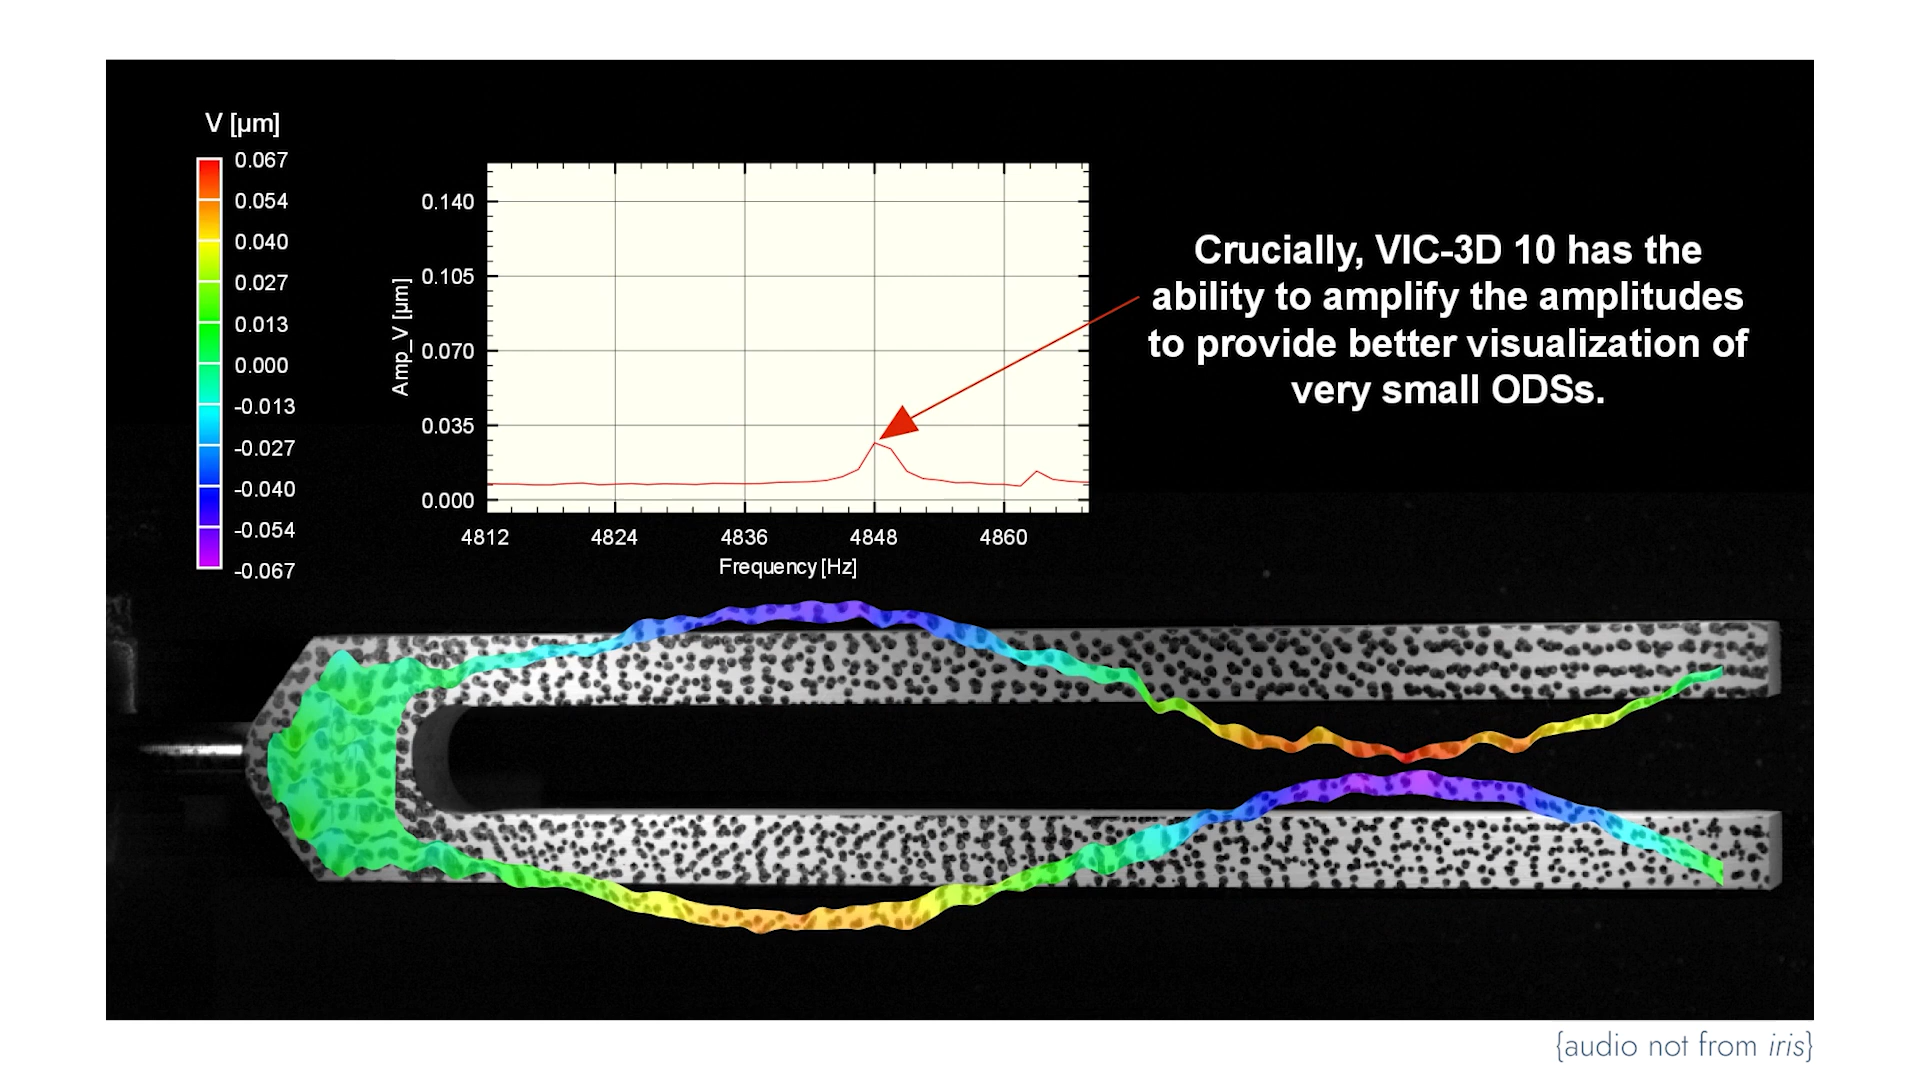 V [µm]
0.067
0.054
0.040
0.027
0.013
0.000
-0.013
-0.027
-0.040
-0.054
-0.067
Amp_V [µm]
0.140
0.105
0.070
0.035
0.000
4812 4824 4836 4848 4860
Frequency [Hz]
Crucially, VIC-3D 10 has the
ability to amplify the amplitudes
to provide better visualization of
very small ODSs.
{audio not from iris}